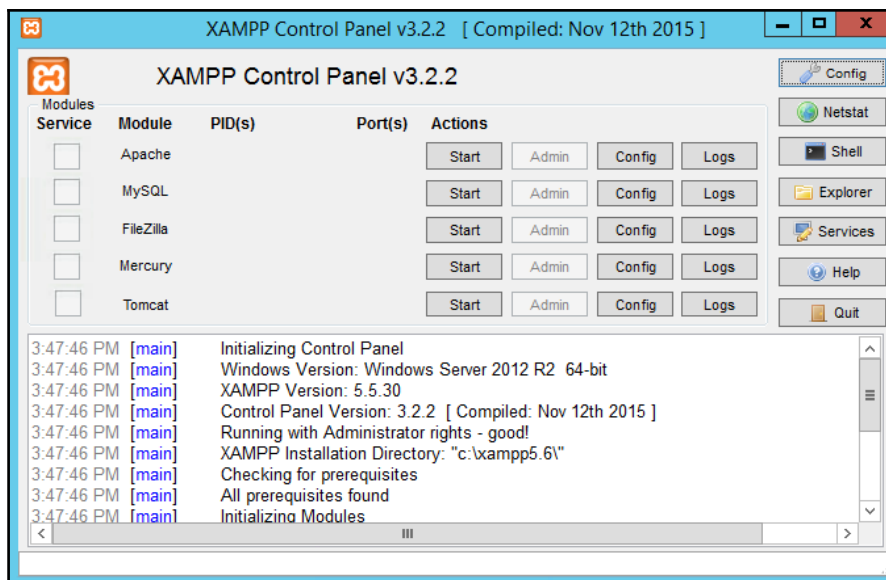 XAMPP Control Panel v3.2.2 [ Compiled: Nov 12th 2015 ]
XAMPP Control Panel v3.2.2
Config
Modules
Service Module PID(s) Port(s) Actions
Netstat
Apache Start Admin Config Logs
Shell
MySQL Start Admin Config Logs
Explorer
FileZilla Start Admin Config Logs
Services
Mercury Start Admin Config Logs
Help
Tomcat Start Admin Config Logs
Quit
3:47:46 PM [main] Initializing Control Panel
3:47:46 PM [main] Windows Version: Windows Server 2012 R2 64-bit
3:47:46 PM [main] XAMPP Version: 5.5.30
3:47:46 PM [main] Control Panel Version: 3.2.2 [ Compiled: Nov 12th 2015 ]
3:47:46 PM [main] Running with Administrator rights - good!
3:47:46 PM [main] XAMPP Installation Directory: "c:\xampp5.6\"
3:47:46 PM [main] Checking for prerequisites
3:47:46 PM [main] All prerequisites found
3:47:46 PM [main] Initializing Modules